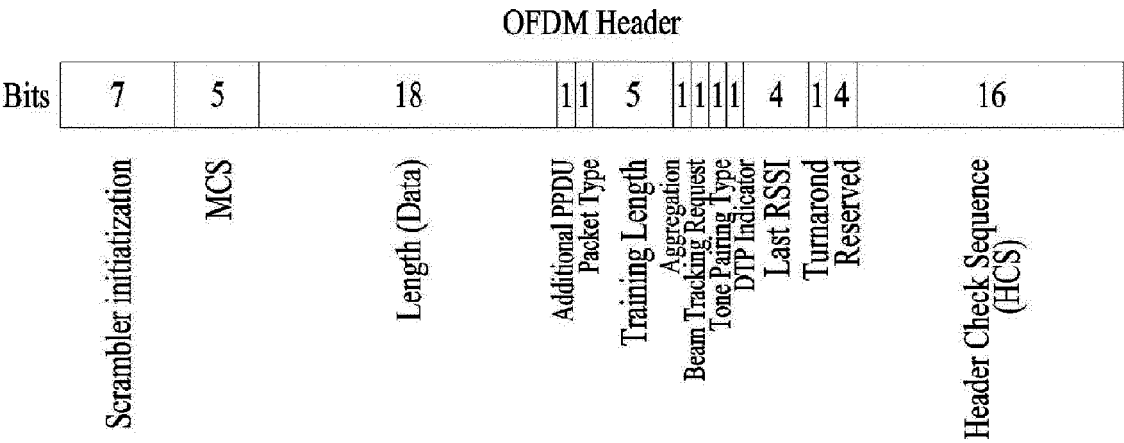 OFDM Header
Bits 7 5 18 1 1 5 1 1 1 1 4 1 4 16
Scrambler initiatization
MCS
Length (Data)
Additional PPDU
Packet Type
Training Length
Aggregation
Beam Tracking Request
Tone Pairing Type
DTP Indicator
Last RSSI
Turnarond
Reserved
Header Check Sequence
(HCS)